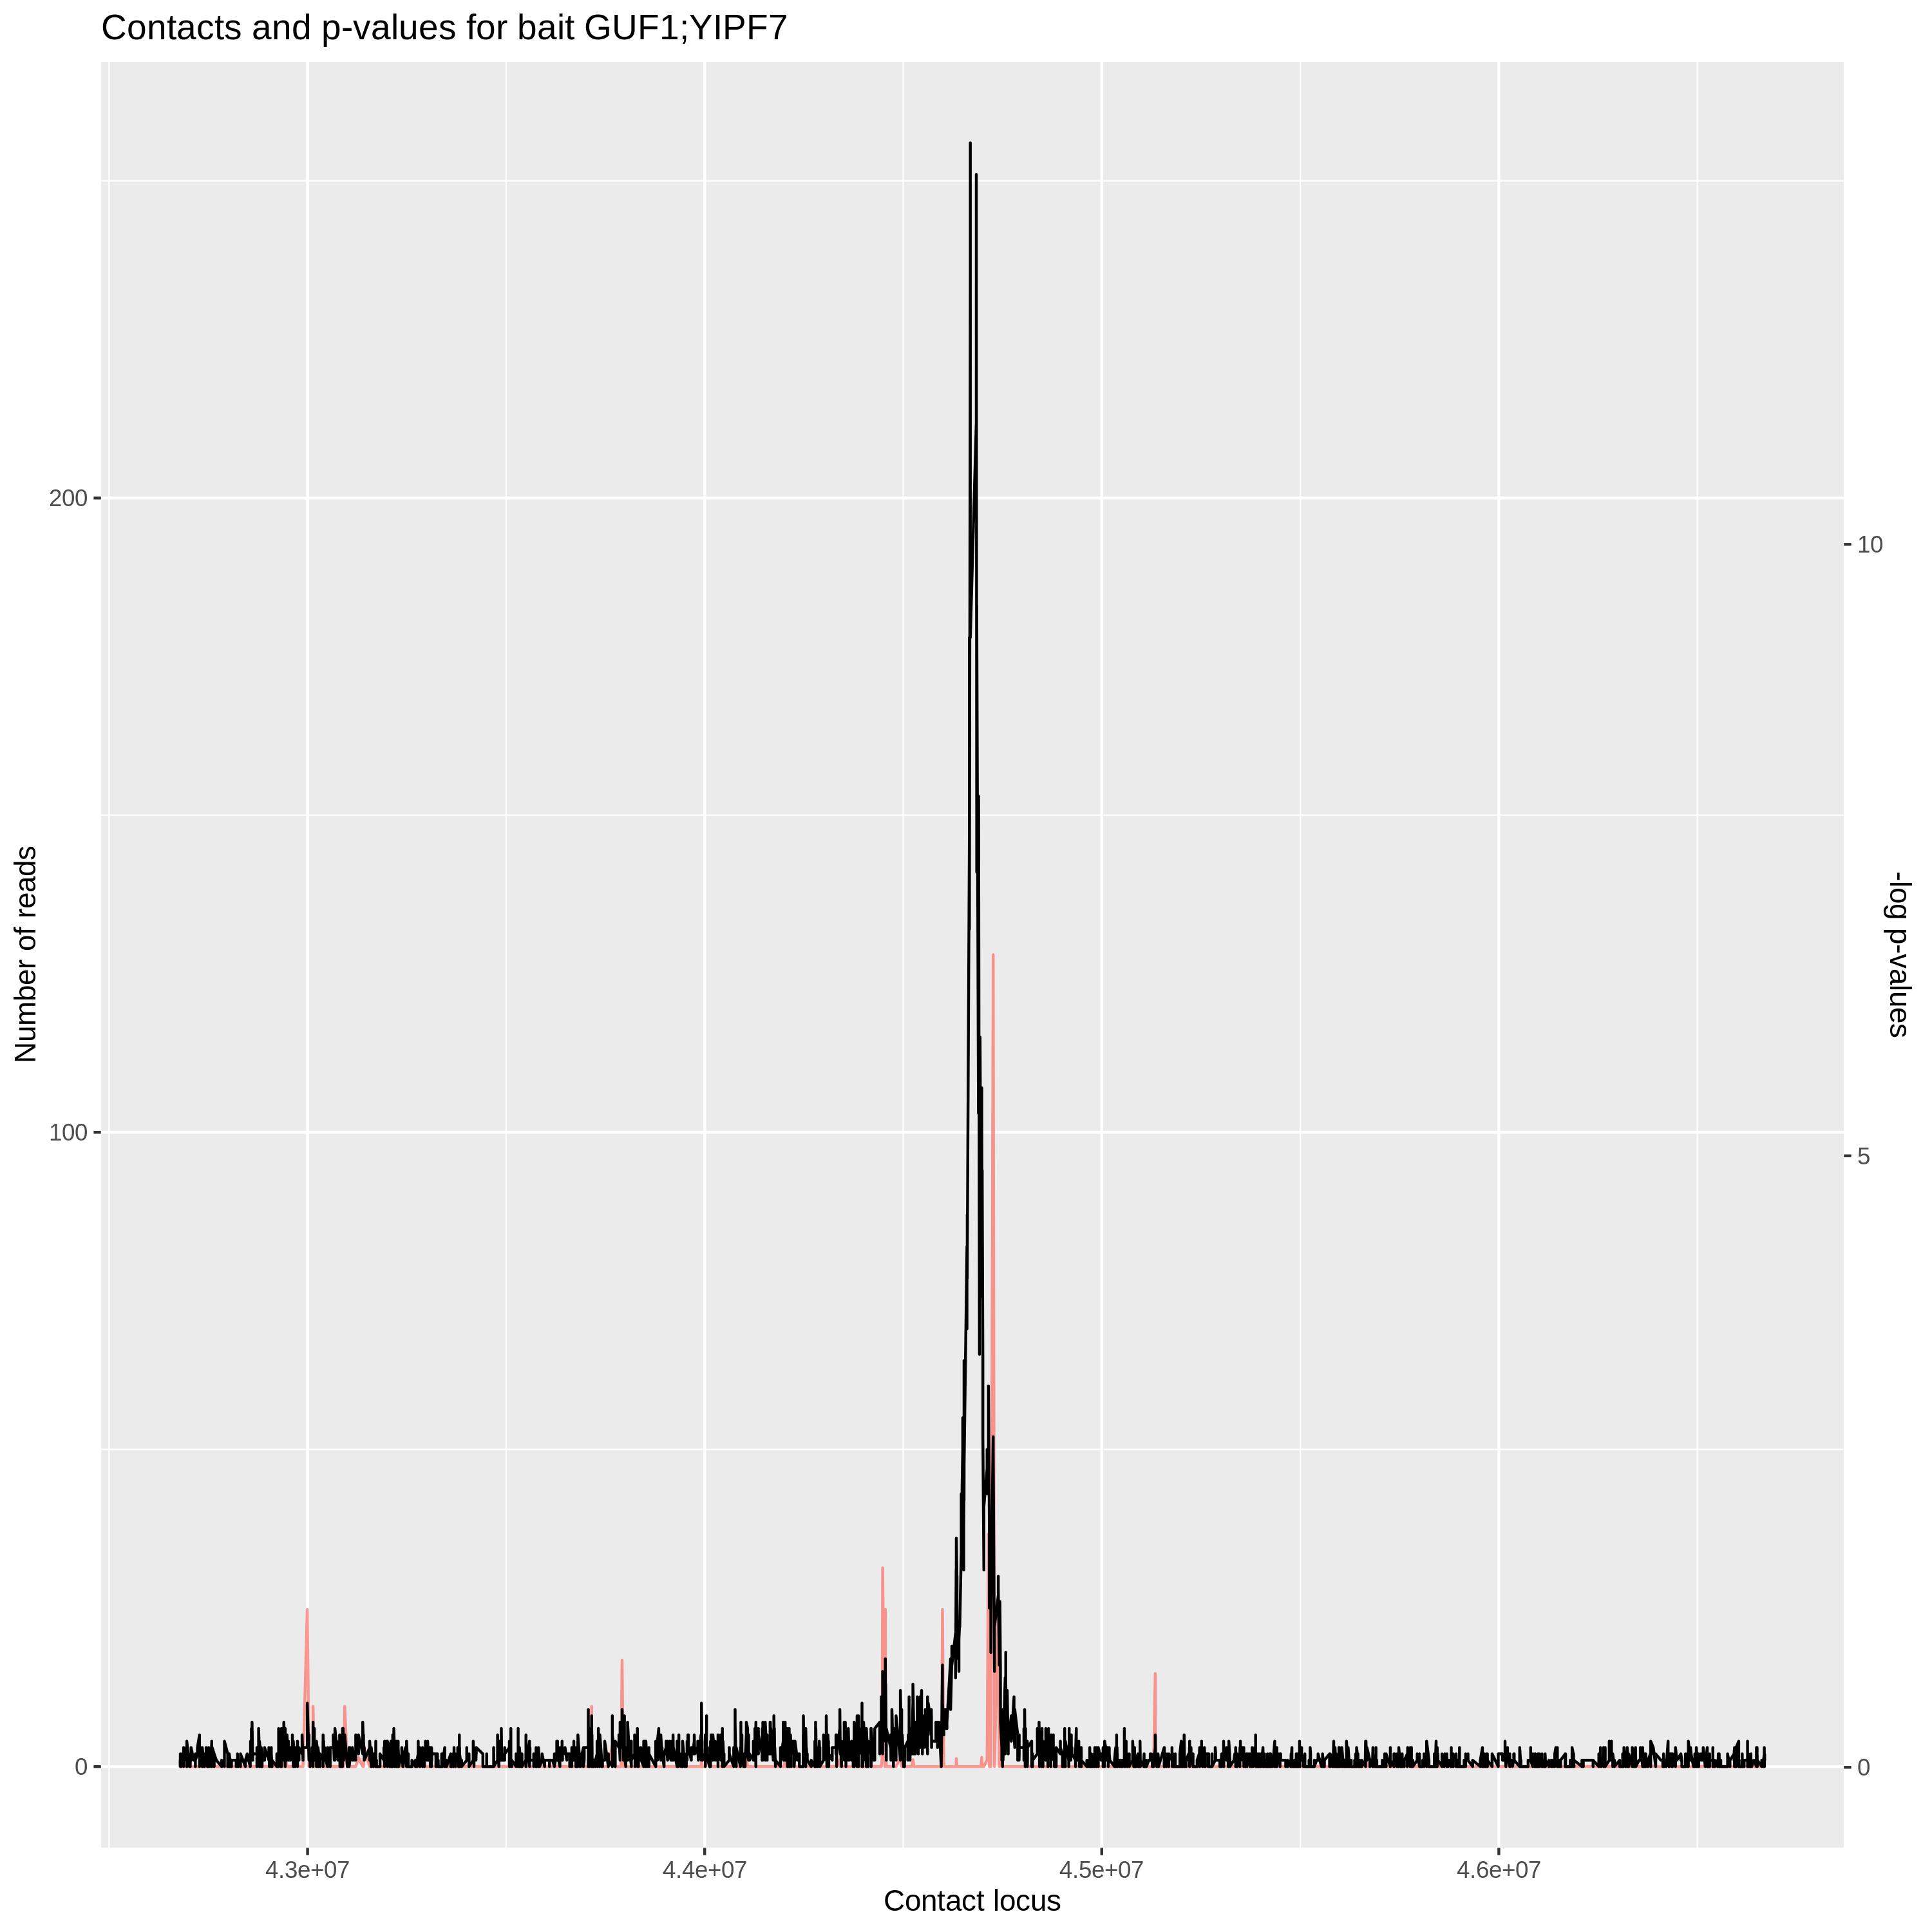 Contacts and p-values for bait GUF1;YIPF7
Number of reads
200
100
0
10
5
0
-log p-values
4.3e+07
4.4e+07
4.5e+07
4.6e+07
Contact locus